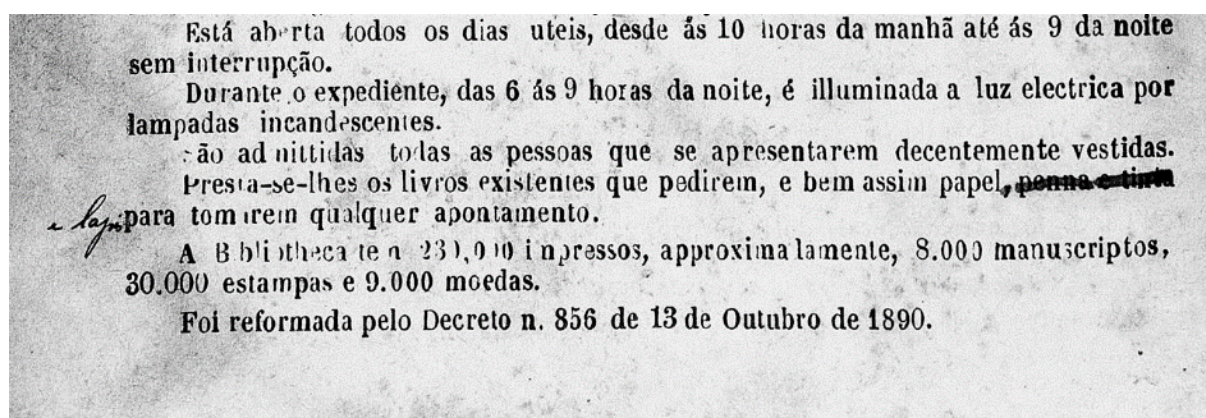 Está aberta todos os dias uteis, desde ás 10 horas da manhã até ás 9 da noite
sem interrupção.
Durante o expediente, das 6 ás 9 horas da noite, é illuminada a luz electrica por
lampadas incandescentes.
São admittidas todas as pessoas que se apresentarem decentemente vestidas.
Presta-se-lhes os livros existentes que pedirem, e bem assim papel, penna e tinta
e lapis para tomarem qualquer apontamento.
A Bibliotheca tem impressos, approximadamente, 8.000 manuscriptos,
30.000 estampas e 9.000 moedas.
Foi reformada pelo Decreto n. 856 de 13 de Outubro de 1890.